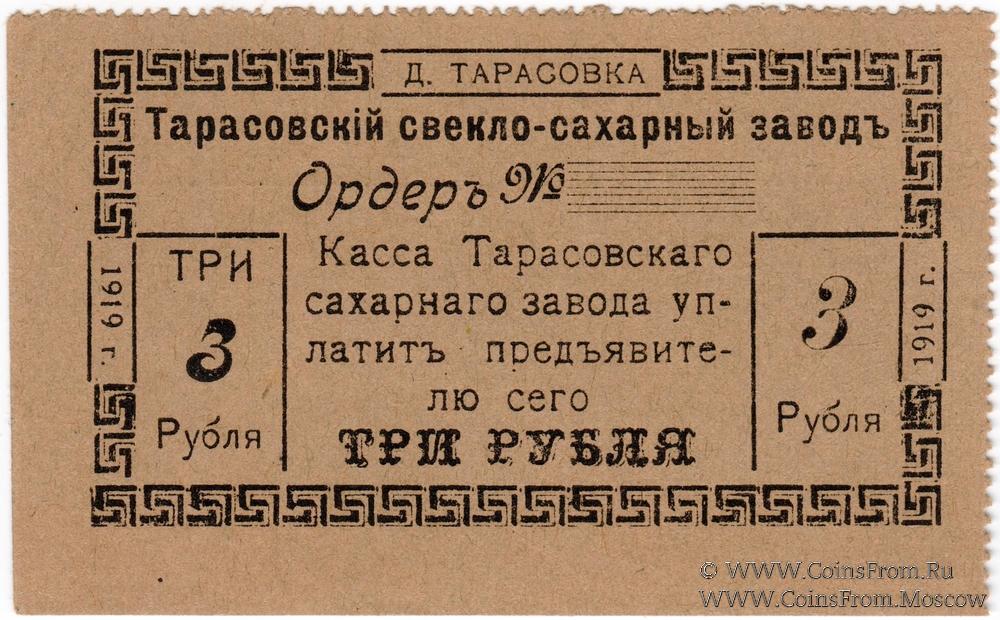 Д. ТАРАСОВКА
Тарасовскій свекло-сахарный заводъ
Ордеръ №
1919 г.
ТРИ
3
Рубля
Касса Тарасовскаго
сахарнаго завода уп-
латитъ предъявите-
лю сего
ТРИ РУБЛЯ
3
Рубля
1919 г.
© WWW.CoinsFrom.Ru
WWW.CoinsFrom.Moscow